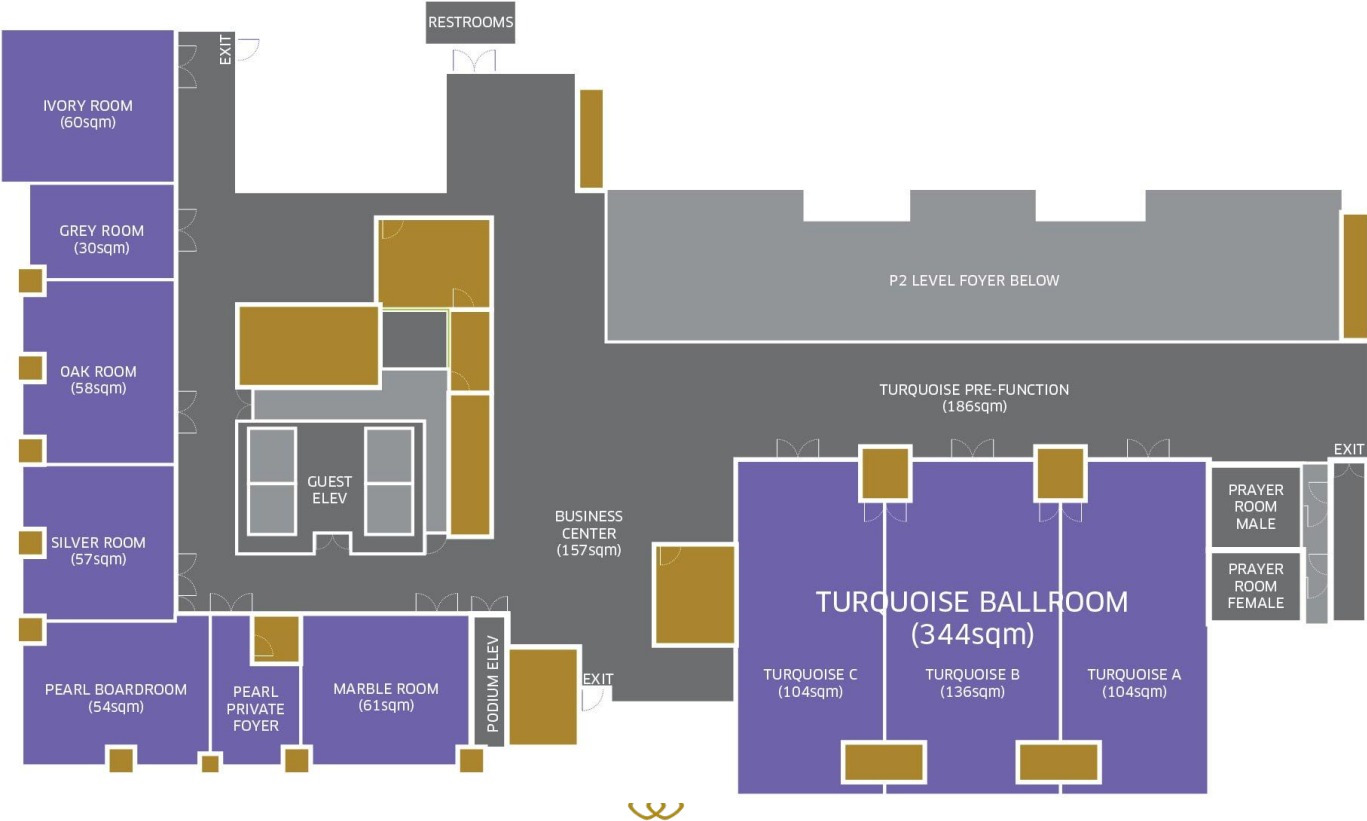 RESTROOMS
EXIT
IVORY ROOM
(60sqm)
GREY ROOM
(30sqm)
P2 LEVEL FOYER BELOW
OAK ROOM
(58sqm)
TURQUOISE PRE-FUNCTION
(186sqm)
EXIT
GUEST
ELEV
PRAYER
ROOM
MALE
BUSINESS
CENTER
(157sqm)
SILVER ROOM
(57sqm)
PRAYER
ROOM
FEMALE
TURQUOISE BALLROOM
(344sqm)
PEARL BOARDROOM
(54sqm)
PEARL
PRIVATE
FOYER
MARBLE ROOM
(61sqm)
PODIUM ELEV
EXIT
TURQUOISE C
(104sqm)
TURQUOISE B
(136sqm)
TURQUOISE A
(104sqm)